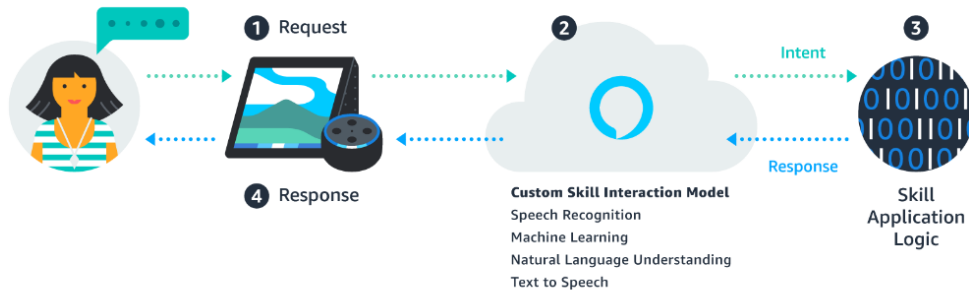 1 Request
2
3
Intent
Response
4 Response
Custom Skill Interaction Model
Speech Recognition
Machine Learning
Natural Language Understanding
Text to Speech
Skill
Application
Logic